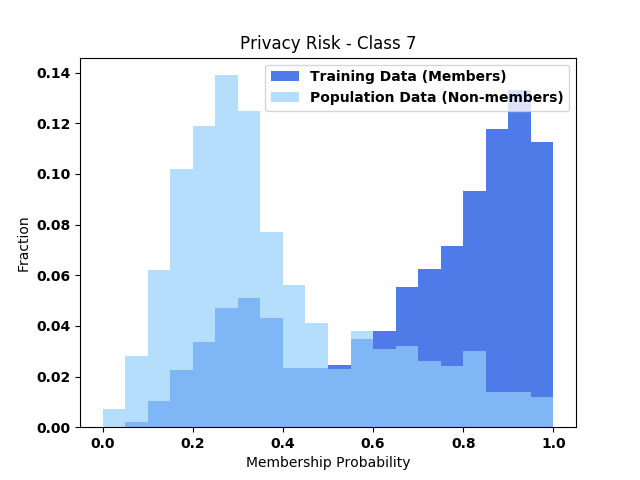 Privacy Risk - Class 7
Training Data (Members)
Population Data (Non-members)
0.14
0.12
0.10
0.08
0.06
0.04
0.02
0.00
Fraction
0.0 0.2 0.4 0.6 0.8 1.0
Membership Probability